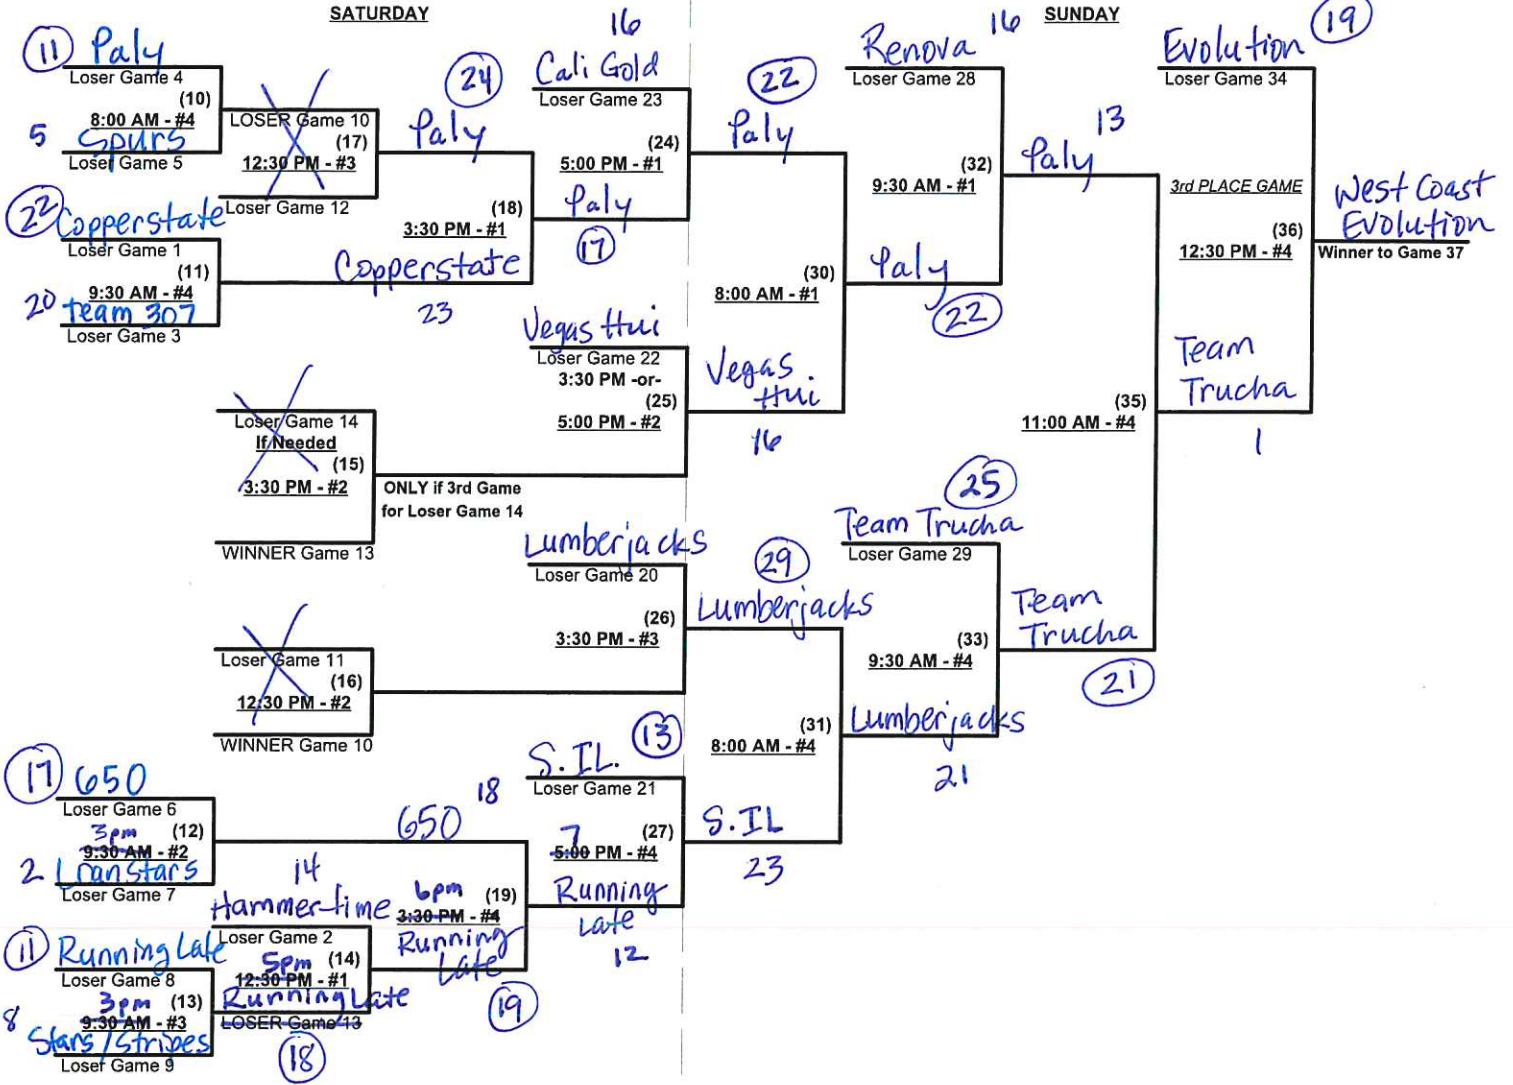 SATURDAY
SUNDAY
11 Paly
Loser Game 4
(10)
8:00 AM - #4
5 Spurs
Loser Game 5
LOSER Game 10
(17)
12:30 PM - #3
Loser Game 12
22 Copperstate
Loser Game 1
(11)
9:30 AM - #4
20 team 307
Loser Game 3
24
Paly
(18)
3:30 PM - #1
Copperstate
23
16
Cali Gold
Loser Game 23
(24)
5:00 PM - #1
Paly
17
Vegas Hui
Loser Game 22
3:30 PM -or-
(25)
5:00 PM - #2
Loser Game 14
If Needed
(15)
3:30 PM - #2
WINNER Game 13
ONLY if 3rd Game
for Loser Game 14
Lumberjacks
Loser Game 20
(26)
3:30 PM - #3
Loser Game 11
(16)
12:30 PM - #2
WINNER Game 10
17 650
Loser Game 6
3pm (12)
9:30 AM - #2
2 Iran Stars
Loser Game 7
11 Running Late
Loser Game 8
3pm (13)
9:30 AM - #3
8
Stars / Stripes
Loser Game 9
14
Hammer time
Loser Game 2
5pm (14)
12:30 PM - #1
Running Late
LOSER Game 13
18
650
18
6pm (19)
3:30 PM - #4
Running
Late
19
S. IL. 13
Loser Game 21
7 (27)
5:00 PM - #4
Running
Late
12
22
Paly
(30)
8:00 AM - #1
Vegas
Hui
16
29
Lumberjacks
(31)
8:00 AM - #4
S. IL
23
Renova 16
Loser Game 28
(32)
9:30 AM - #1
Paly
22
25
Team Trucha
Loser Game 29
(33)
9:30 AM - #4
Lumberjacks
21
13
Paly
(35)
11:00 AM - #4
Team
Trucha
21
Evolution 19
Loser Game 34
3rd PLACE GAME
(36)
12:30 PM - #4
Team
Trucha
1
West Coast
Evolution
Winner to Game 37